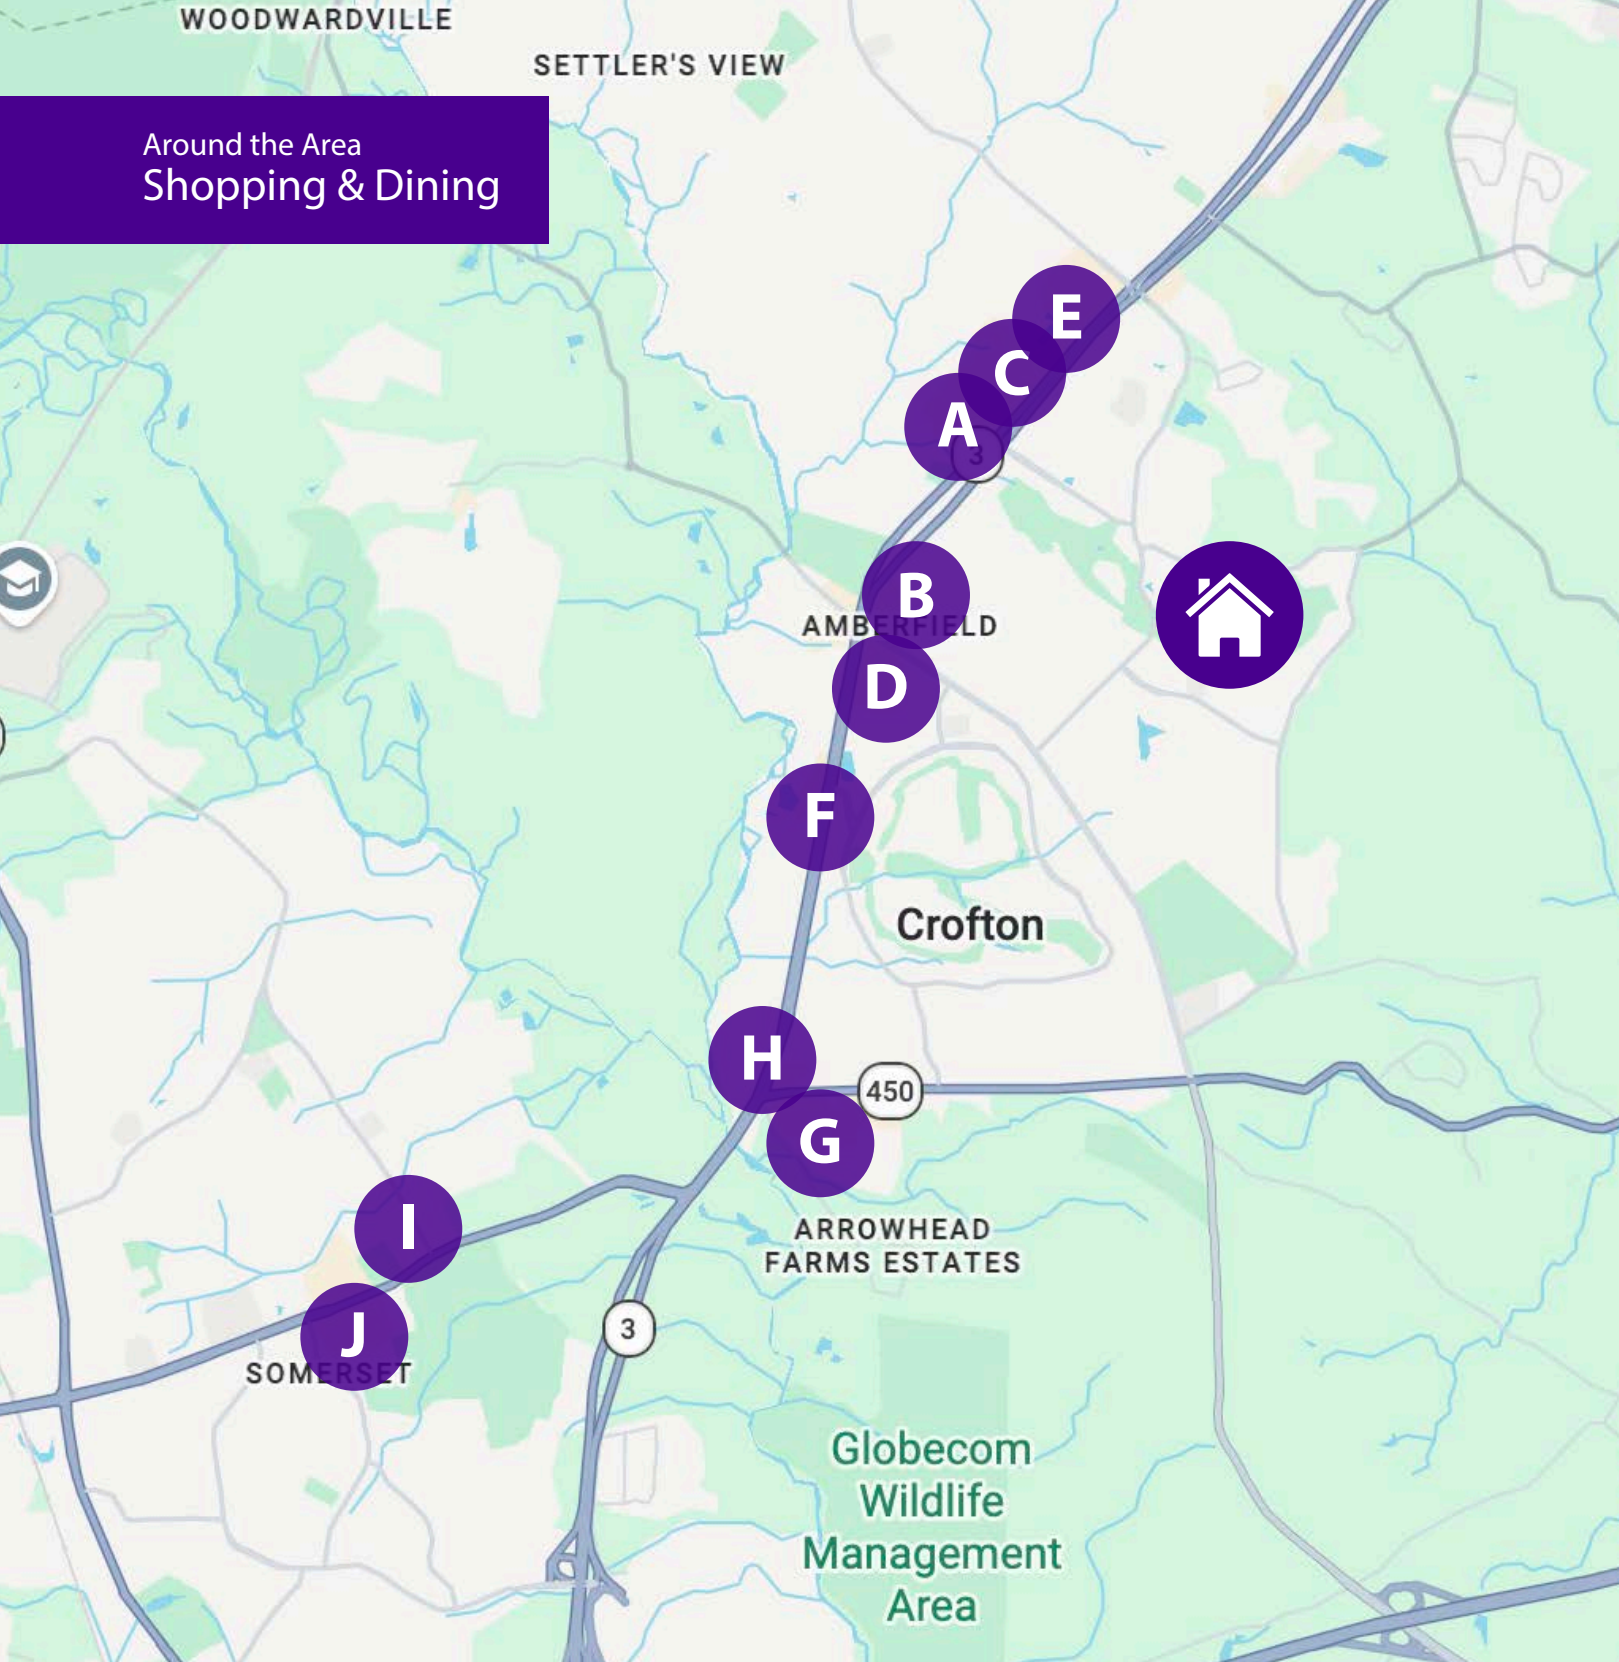 WOODWARDVILLE
SETTLER'S VIEW
Around the Area
Shopping & Dining
E
C
A
3
B
AMBERFIELD
D
F
Crofton
H
450
G
I
ARROWHEAD
FARMS ESTATES
J
3
SOMERSET
Globecom
Wildlife
Management
Area